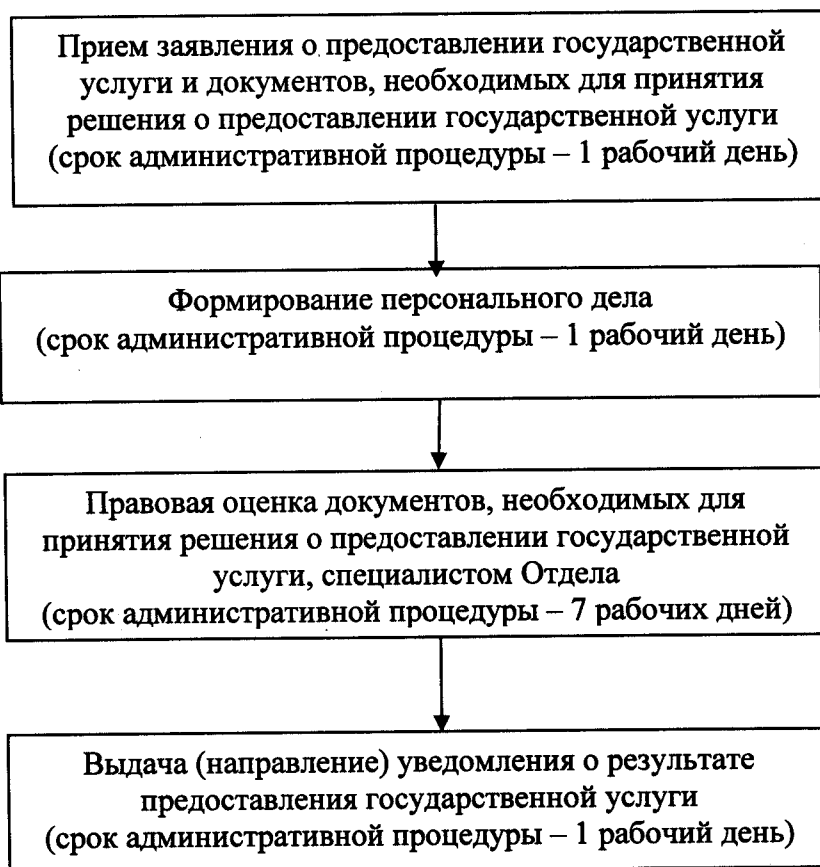 Прием заявления о предоставлении государственной
услуги и документов, необходимых для принятия
решения о предоставлении государственной услуги
(срок административной процедуры – 1 рабочий день)
Формирование персонального дела
(срок административной процедуры – 1 рабочий день)
Правовая оценка документов, необходимых для
принятия решения о предоставлении государственной
услуги, специалистом Отдела
(срок административной процедуры – 7 рабочих дней)
Выдача (направление) уведомления о результате
предоставления государственной услуги
(срок административной процедуры – 1 рабочий день)